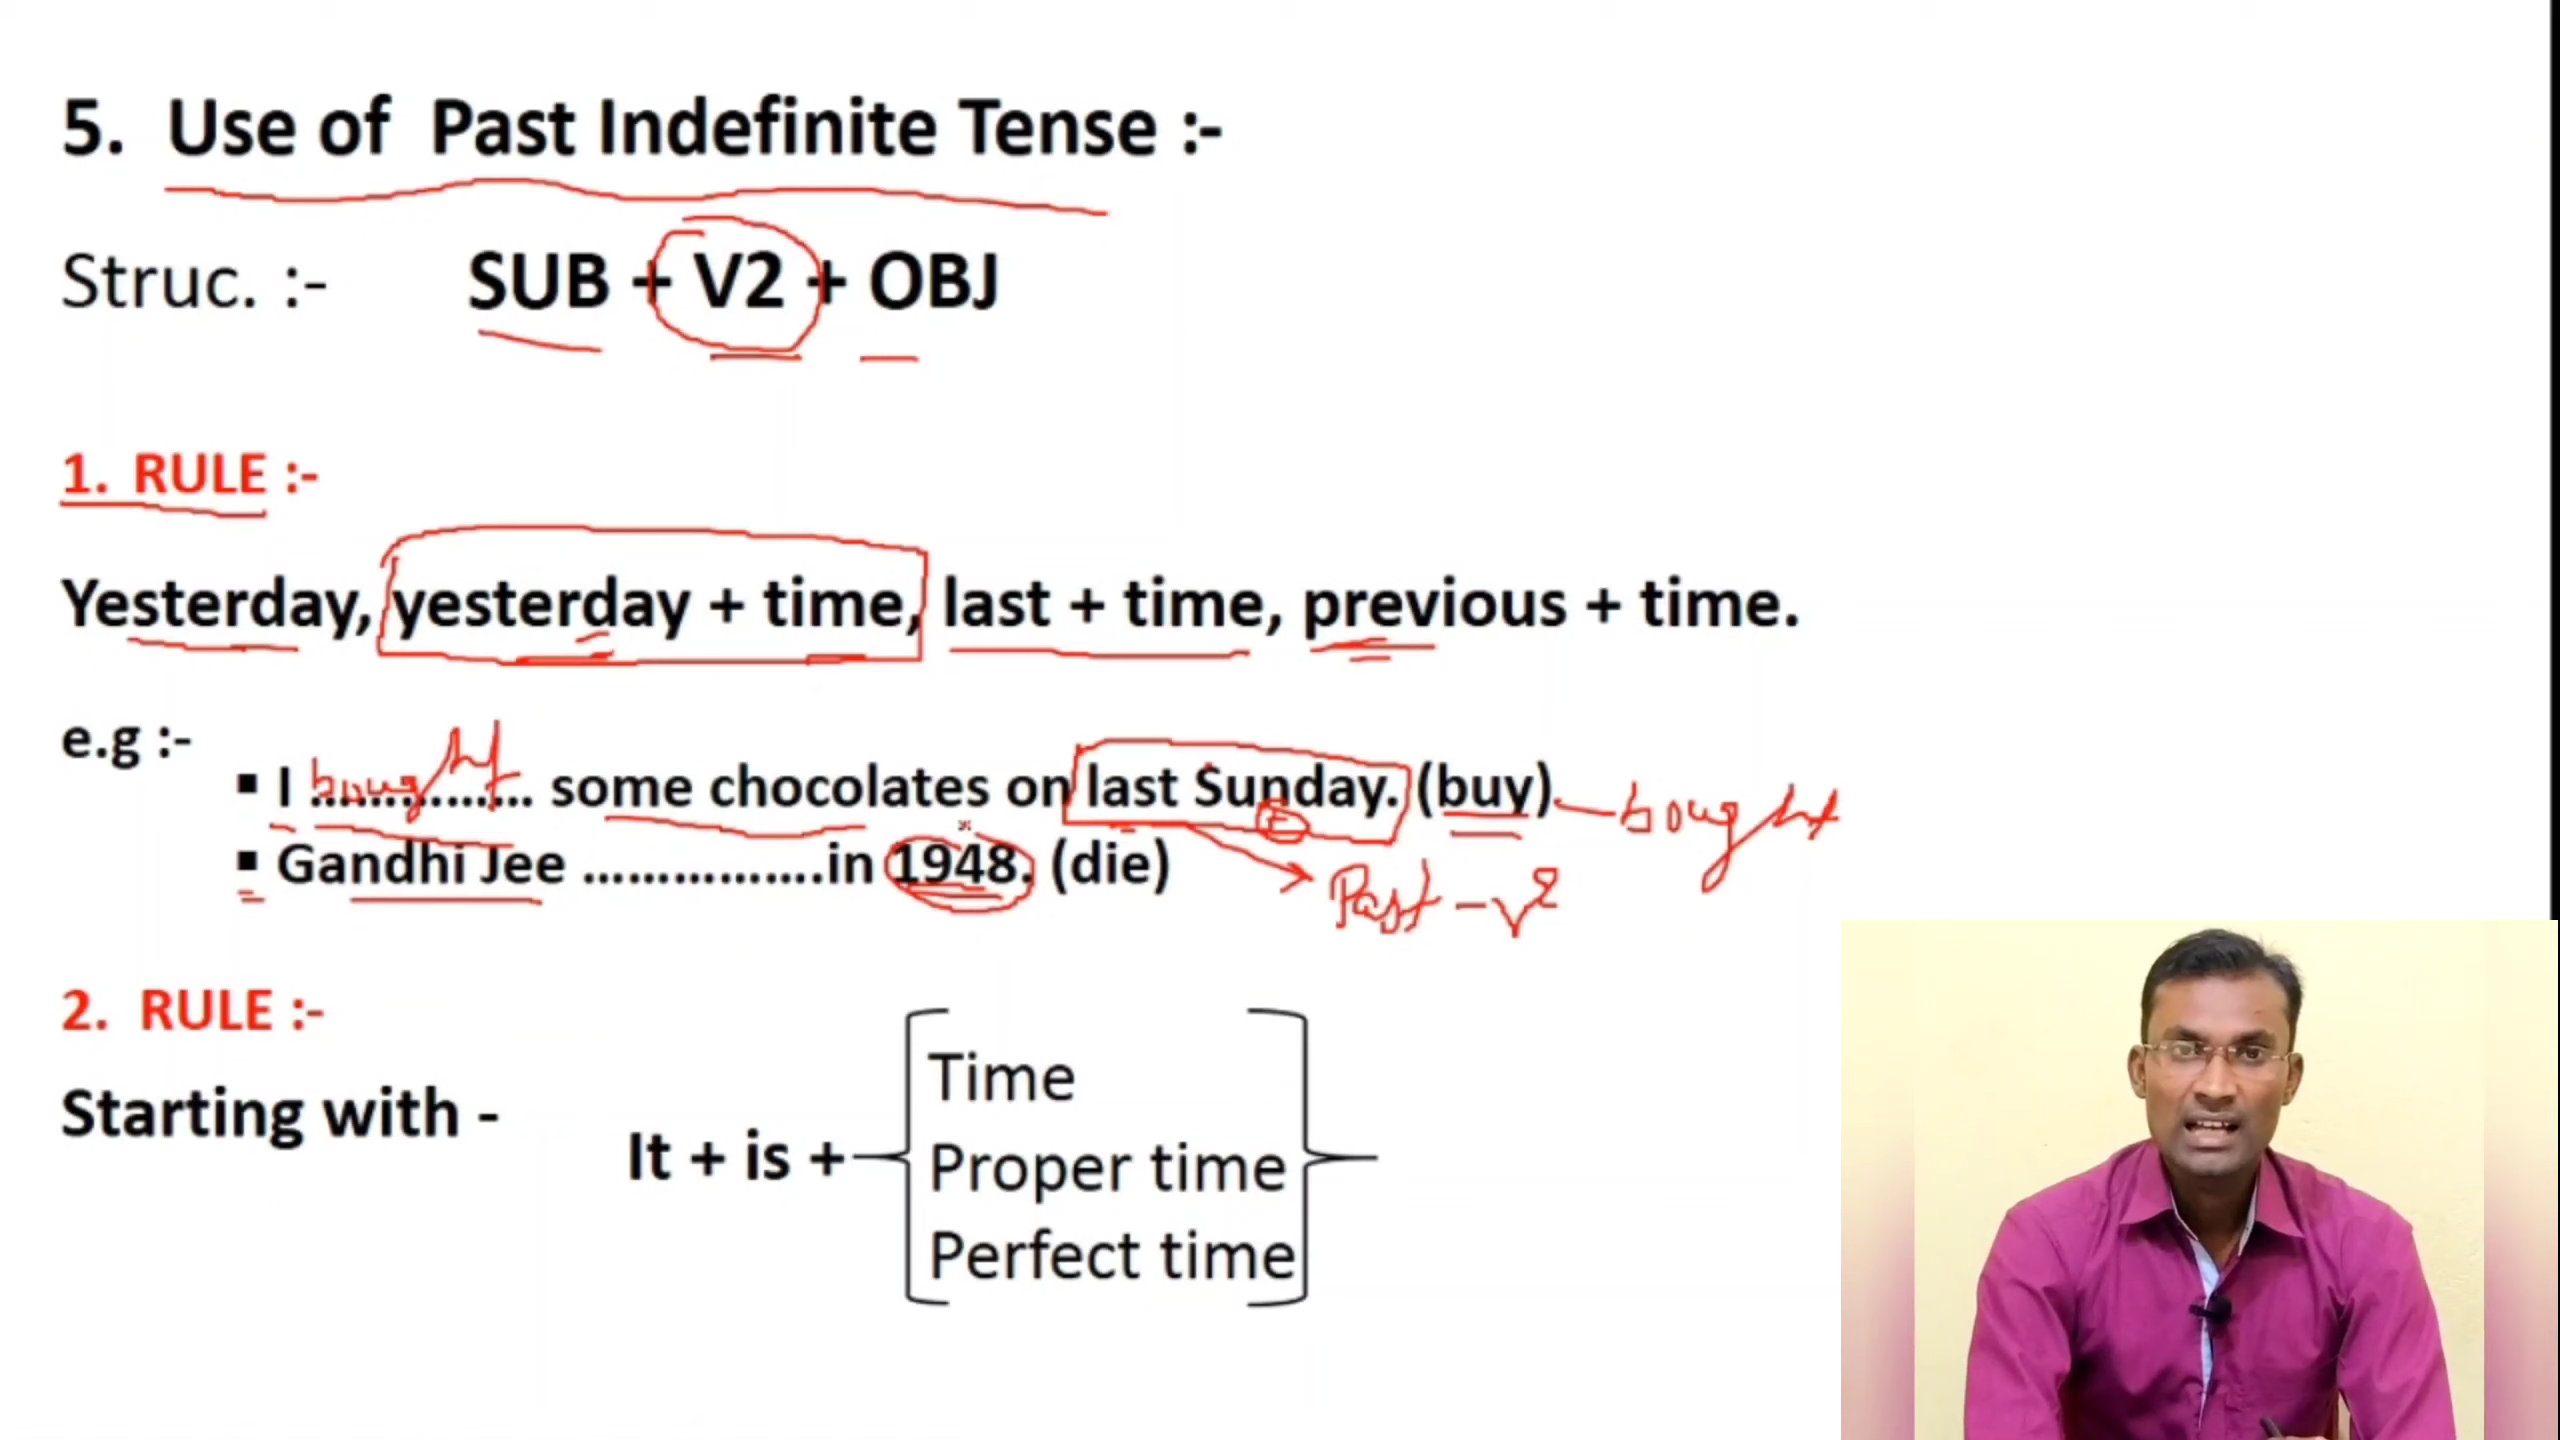 5. Use of Past Indefinite Tense :-
Struc. :- SUB + V2 + OBJ
1. RULE :-
Yesterday, yesterday + time, last + time, previous + time.
e.g :-
▪ I bought ............... some chocolates on last Sunday. (buy) - bought
▪ Gandhi Jee ................in 1948. (die)
Past - V2
2. RULE :-
Starting with -
It + is +
Time
Proper time
Perfect time